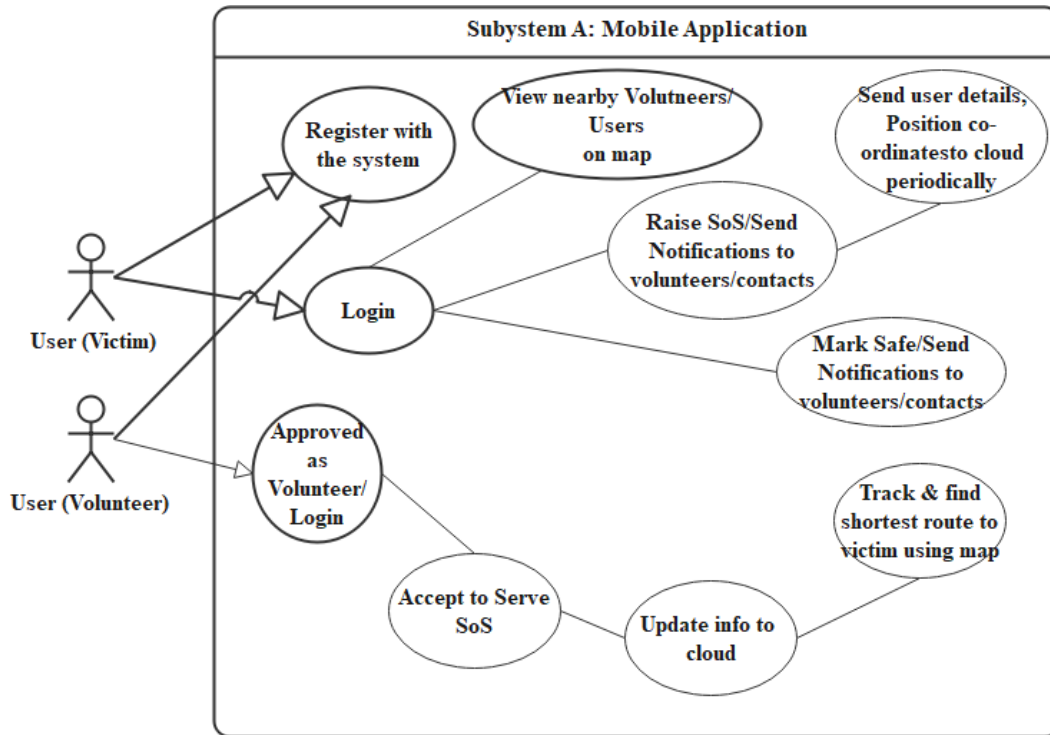 Subystem A: Mobile Application
View nearby Volutneers/
Users
on map
Send user details,
Position co-
ordinatesto cloud
periodically
Register with
the system
Raise SoS/Send
Notifications to
volunteers/contacts
Login
User (Victim)
Mark Safe/Send
Notifications to
volunteers/contacts
Approved
as
Volunteer/
Login
User (Volunteer)
Track & find
shortest route to
victim using map
Accept to Serve
SoS
Update info to
cloud